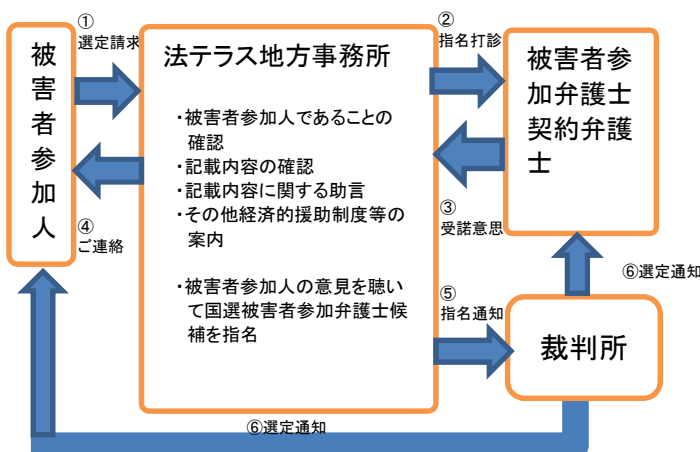 ①
選定請求
②
指名打診
被害者参加人
法テラス地方事務所
被害者参
加弁護士
契約弁護
士
・被害者参加人であることの
確認
・記載内容の確認
・記載内容に関する助言
・その他経済的援助制度等の
案内
・被害者参加人の意見を聴い
て国選被害者参加弁護士候
補を指名
③
受諾意思
④
ご連絡
⑤
指名通知
⑥選定通知
裁判所
⑥選定通知